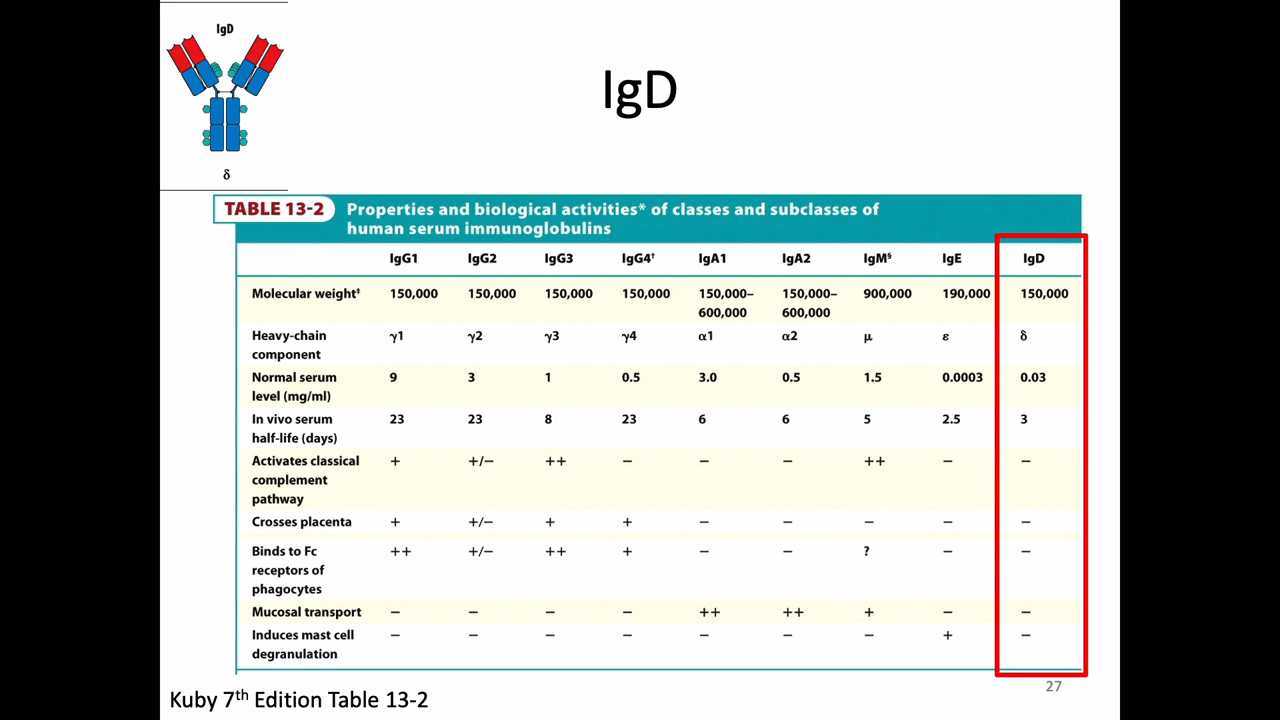 IgD
IgD
δ
TABLE 13-2 Properties and biological activities* of classes and subclasses of
human serum immunoglobulins
IgG1 IgG2 IgG3 IgG4† IgA1 IgA2 IgM§ IgE IgD
Molecular weight‡ 150,000 150,000 150,000 150,000 150,000– 150,000– 900,000 190,000 150,000
600,000 600,000
Heavy-chain γ1 γ2 γ3 γ4 α1 α2 μ ε δ
component
Normal serum 9 3 1 0.5 3.0 0.5 1.5 0.0003 0.03
level (mg/ml)
In vivo serum 23 23 8 23 6 6 5 2.5 3
half-life (days)
Activates classical + +/− ++ − − − ++ − −
complement
pathway
Crosses placenta + +/− + + − − − − −
Binds to Fc ++ +/− ++ + − − ? − −
receptors of
phagocytes
Mucosal transport − − − − ++ ++ + − −
Induces mast cell − − − − − − − + −
degranulation
27
Kuby 7th Edition Table 13-2